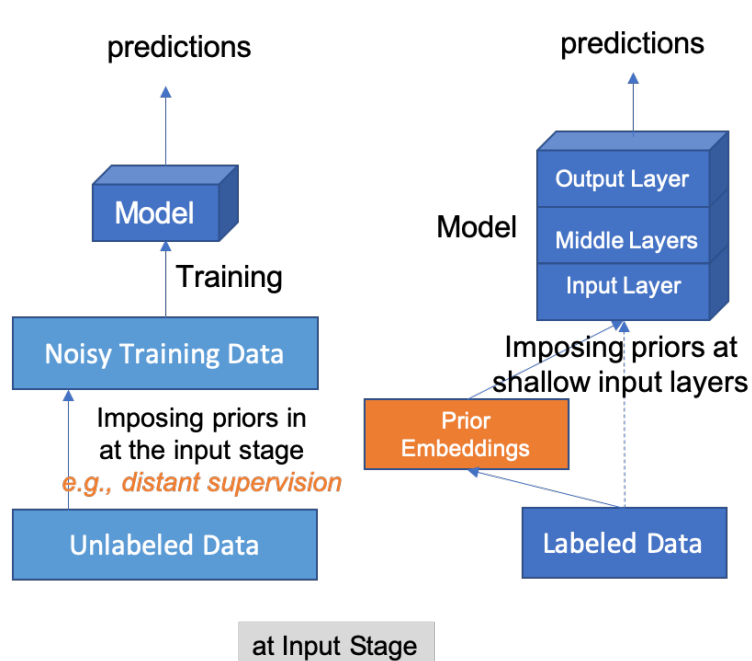 predictions
Model
Training
Noisy Training Data
Imposing priors in
at the input stage
e.g., distant supervision
Unlabeled Data
predictions
Output Layer
Model
Middle Layers
Input Layer
Imposing priors at
shallow input layers
Prior
Embeddings
Labeled Data
at Input Stage